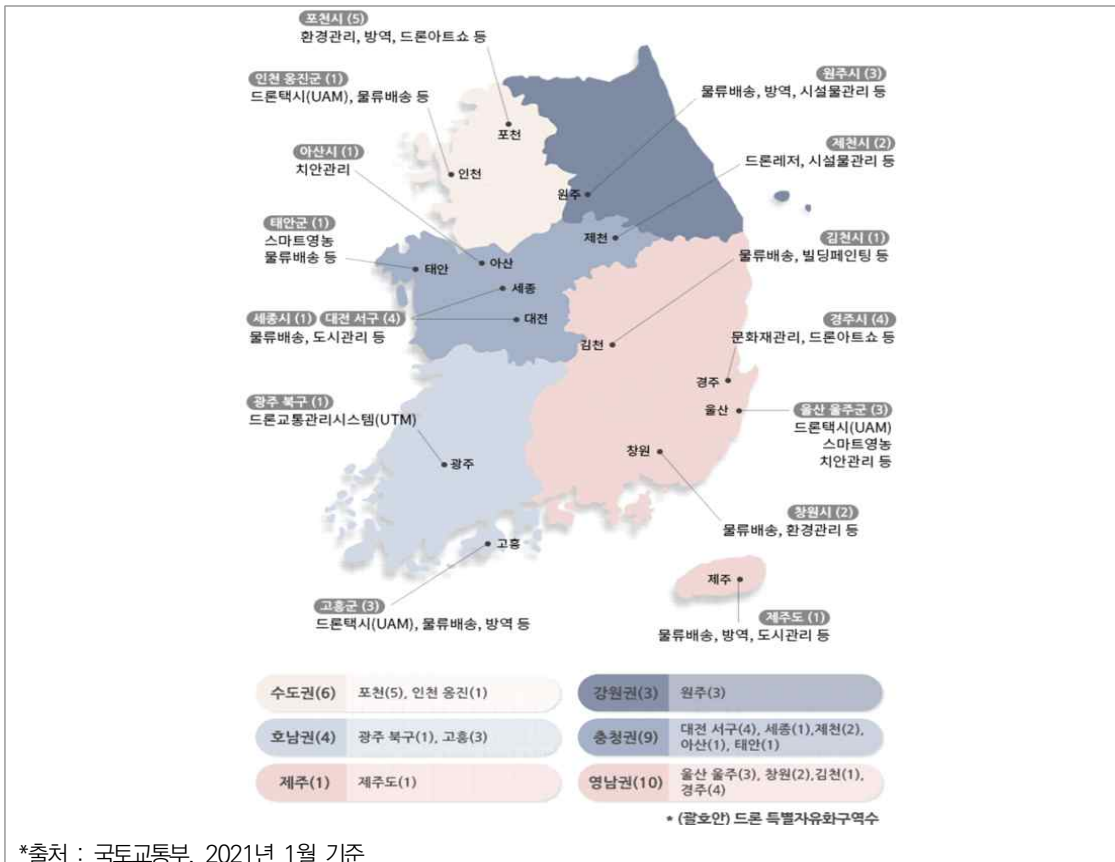 포천시 (5)
환경관리, 방역, 드론아트쇼 등
인천 옹진군 (1)
드론택시(UAM), 물류배송 등
원주시 (3)
물류배송, 방역, 시설물관리 등
아산시 (1)
치안관리
제천시 (2)
드론레저, 시설물관리 등
태안군 (1)
스마트영농
물류배송 등
김천시 (1)
물류배송, 빌딩페인팅 등
세종시 (1) 대전 서구 (4)
물류배송, 도시관리 등
경주시 (4)
문화재관리, 드론아트쇼 등
광주 북구 (1)
드론교통관리시스템(UTM)
울산 울주군 (3)
드론택시(UAM)
스마트영농
치안관리 등
창원시 (2)
물류배송, 환경관리 등
고흥군 (3)
드론택시(UAM), 물류배송, 방역 등
제주도 (1)
물류배송, 방역, 도시관리 등
포천
인천
원주
제천
태안
아산
세종
대전
김천
경주
울산
창원
광주
고흥
제주
수도권(6) 포천(5), 인천 옹진(1)
강원권(3) 원주(3)
호남권(4) 광주 북구(1), 고흥(3)
충청권(9) 대전 서구(4), 세종(1),제천(2),
아산(1), 태안(1)
제주(1) 제주도(1)
영남권(10) 울산 울주(3), 창원(2),김천(1),
경주(4)
* (괄호안) 드론 특별자유화구역수
*출처 : 국토교통부, 2021년 1월 기준